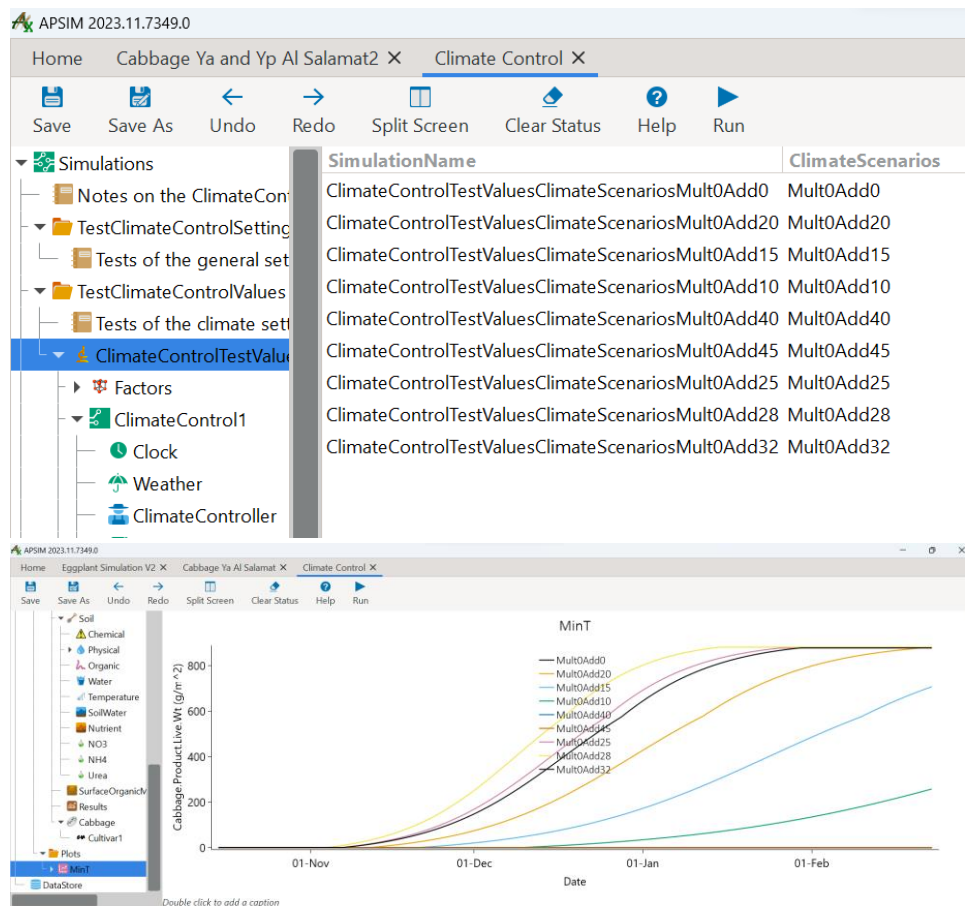 APSIM 2023.11.7349.0
Home Cabbage Ya and Yp Al Salamat2 Climate Control
Save Save As Undo Redo Split Screen Clear Status Help Run
Simulations
Notes on the ClimateCon
TestClimateControlSetting
Tests of the general set
TestClimateControlValues
Tests of the climate sett
ClimateControlTestValue
Factors
ClimateControl1
Clock
Weather
ClimateController
SimulationName ClimateScenarios
ClimateControlTestValuesClimateScenariosMult0Add0 Mult0Add0
ClimateControlTestValuesClimateScenariosMult0Add20 Mult0Add20
ClimateControlTestValuesClimateScenariosMult0Add15 Mult0Add15
ClimateControlTestValuesClimateScenariosMult0Add10 Mult0Add10
ClimateControlTestValuesClimateScenariosMult0Add40 Mult0Add40
ClimateControlTestValuesClimateScenariosMult0Add45 Mult0Add45
ClimateControlTestValuesClimateScenariosMult0Add25 Mult0Add25
ClimateControlTestValuesClimateScenariosMult0Add28 Mult0Add28
ClimateControlTestValuesClimateScenariosMult0Add32 Mult0Add32
APSIM 2023.11.7349.0
Home Eggplant Simulation V2 Cabbage Ya Al Salamat Climate Control
Save Save As Undo Redo Split Screen Clear Status Help Run
Soil
Chemical
Physical
Organic
Water
Temperature
SoilWater
Nutrient
NO3
NH4
Urea
SurfaceOrganicM
Results
Cabbage
Cultivar1
Plots
MinT
DataStore
MinT
Cabbage.Product.Live.Wt (g/m^2)
800
600
400
200
0
Mult0Add0
Mult0Add20
Mult0Add15
Mult0Add10
Mult0Add40
Mult0Add45
Mult0Add25
Mult0Add28
Mult0Add32
01-Nov 01-Dec 01-Jan 01-Feb
Date
Double click to add a caption